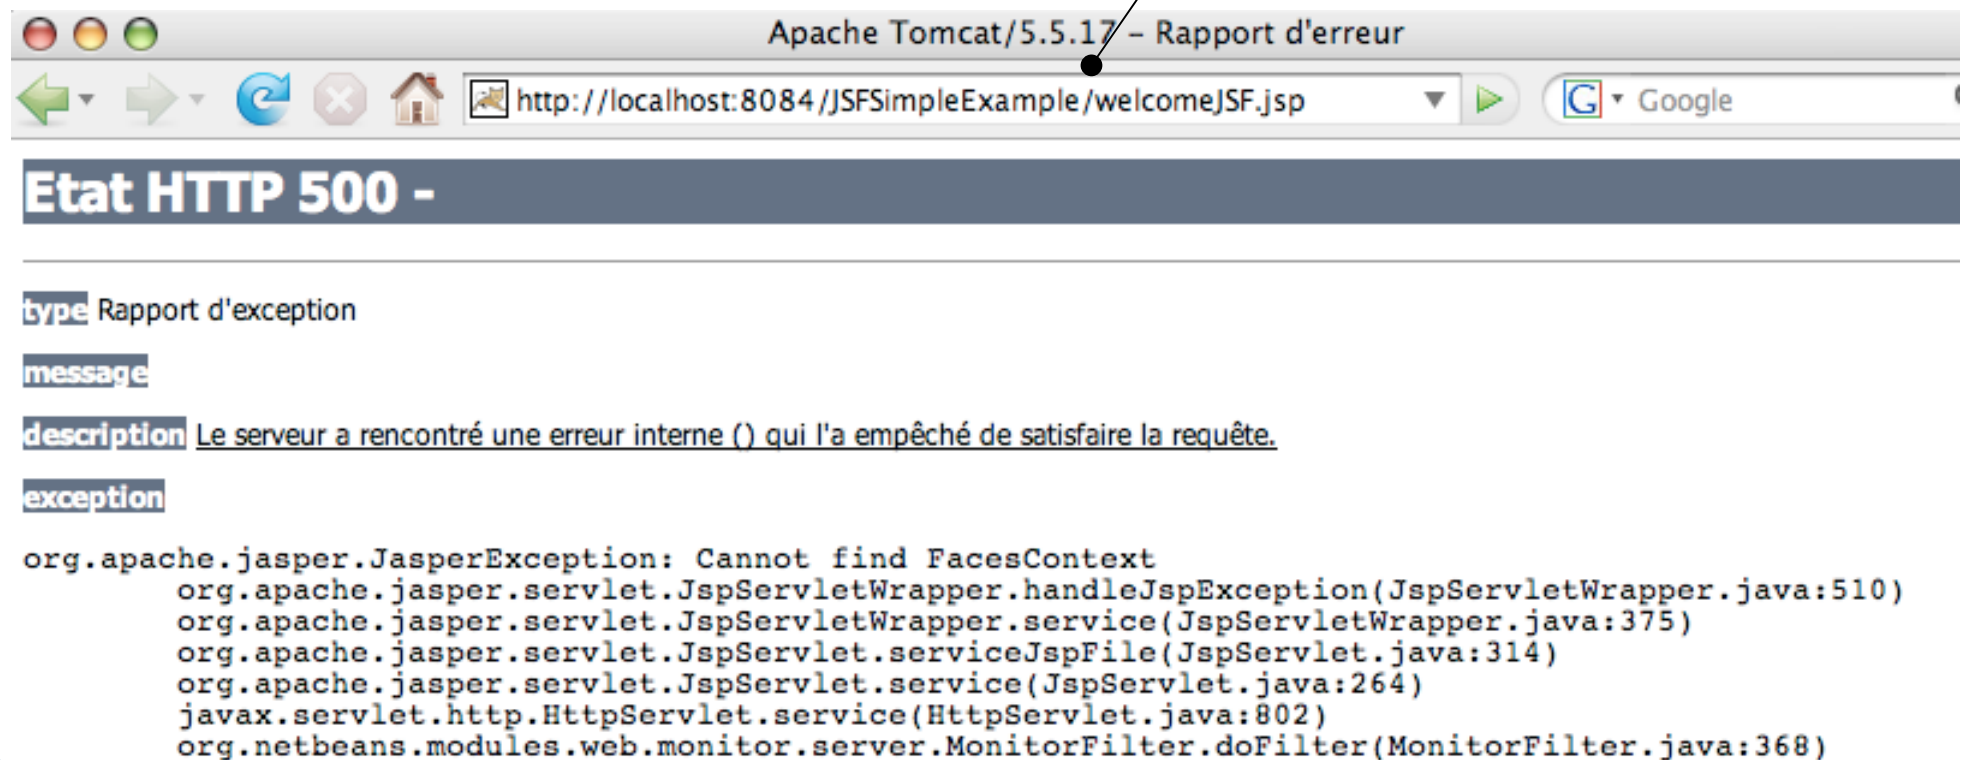 Apache Tomcat/5.5.17 – Rapport d'erreur
http://localhost:8084/JSFSimpleExample/welcomeJSF.jsp
G Google
Etat HTTP 500 -
type Rapport d'exception
message
description Le serveur a rencontré une erreur interne () qui l'a empêché de satisfaire la requête.
exception
org.apache.jasper.JasperException: Cannot find FacesContext
org.apache.jasper.servlet.JspServletWrapper.handleJspException(JspServletWrapper.java:510)
org.apache.jasper.servlet.JspServletWrapper.service(JspServletWrapper.java:375)
org.apache.jasper.servlet.JspServlet.serviceJspFile(JspServlet.java:314)
org.apache.jasper.servlet.JspServlet.service(JspServlet.java:264)
javax.servlet.http.HttpServlet.service(HttpServlet.java:802)
org.netbeans.modules.web.monitor.server.MonitorFilter.doFilter(MonitorFilter.java:368)